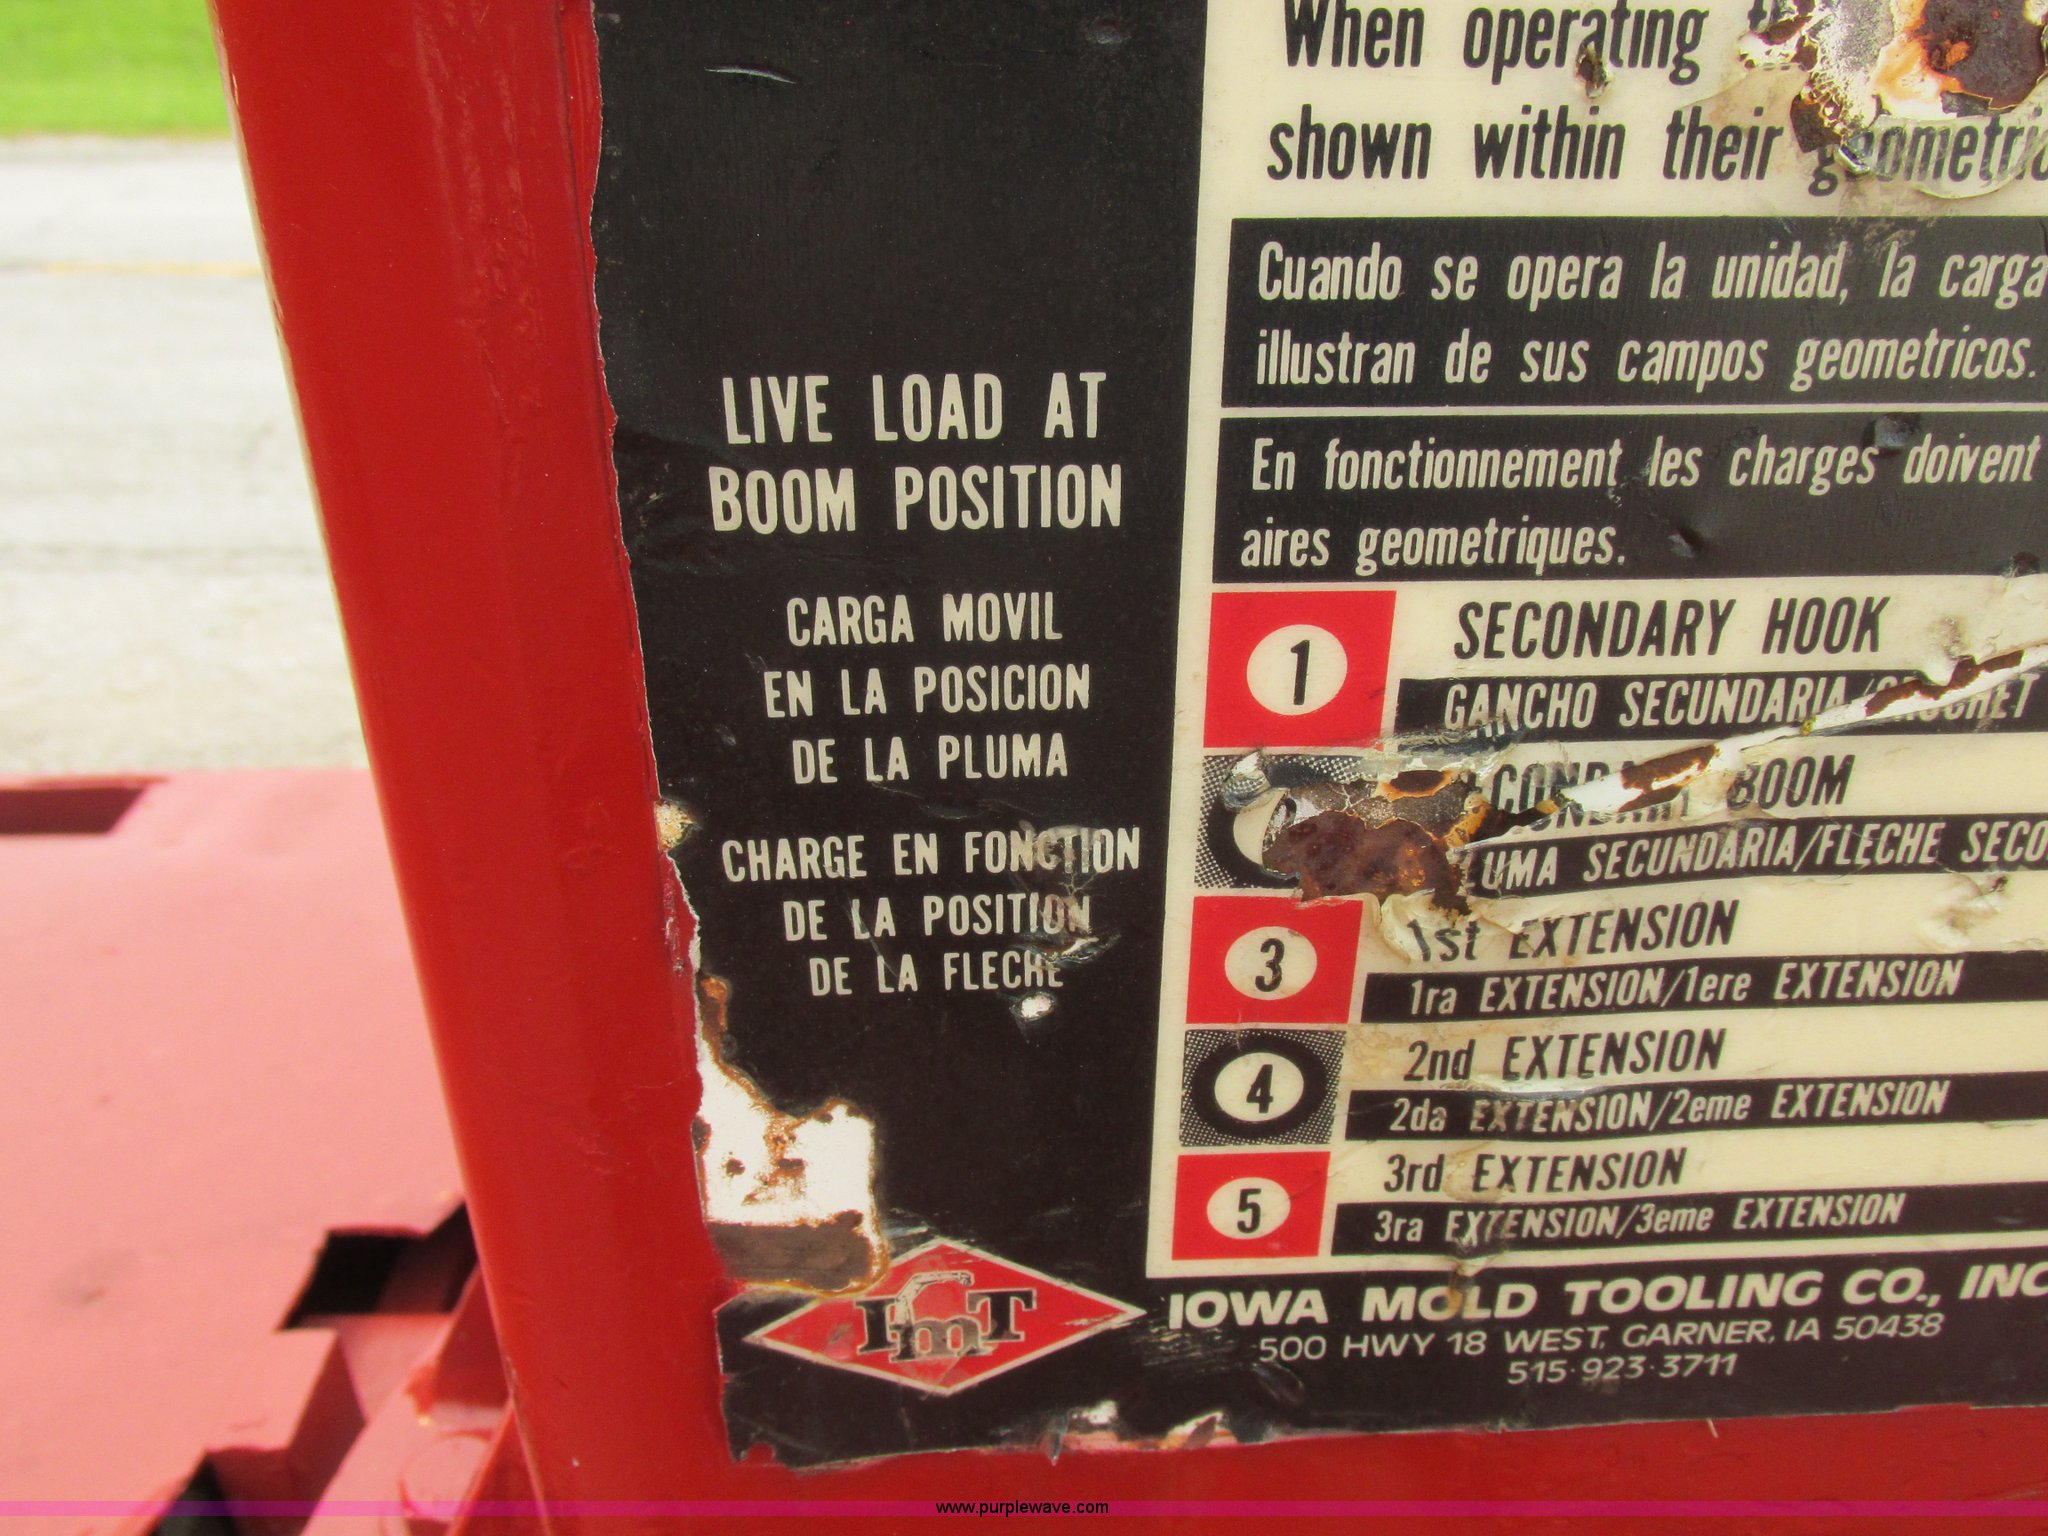 When operating
shown within their geometric
Cuando se opera la unidad, la carga
illustran de sus campos geometricos.
En fonctionnement les charges doivent
aires geometriques.
LIVE LOAD AT
BOOM POSITION
CARGA MOVIL
EN LA POSICION
DE LA PLUMA
CHARGE EN FONCTION
DE LA POSITION
DE LA FLECHE
1 SECONDARY HOOK
GANCHO SECUNDARIA/CROCHET
BOOM
SECUNDARIA/FLECHE
3 1st EXTENSION
1ra EXTENSION/1ere EXTENSION
4 2nd EXTENSION
2da EXTENSION/2eme EXTENSION
5 3rd EXTENSION
3ra EXTENSION/3eme EXTENSION
ImT
IOWA MOLD TOOLING CO., INC
500 HWY 18 WEST, GARNER, IA 50438
515·923·3711
www.purplewave.com